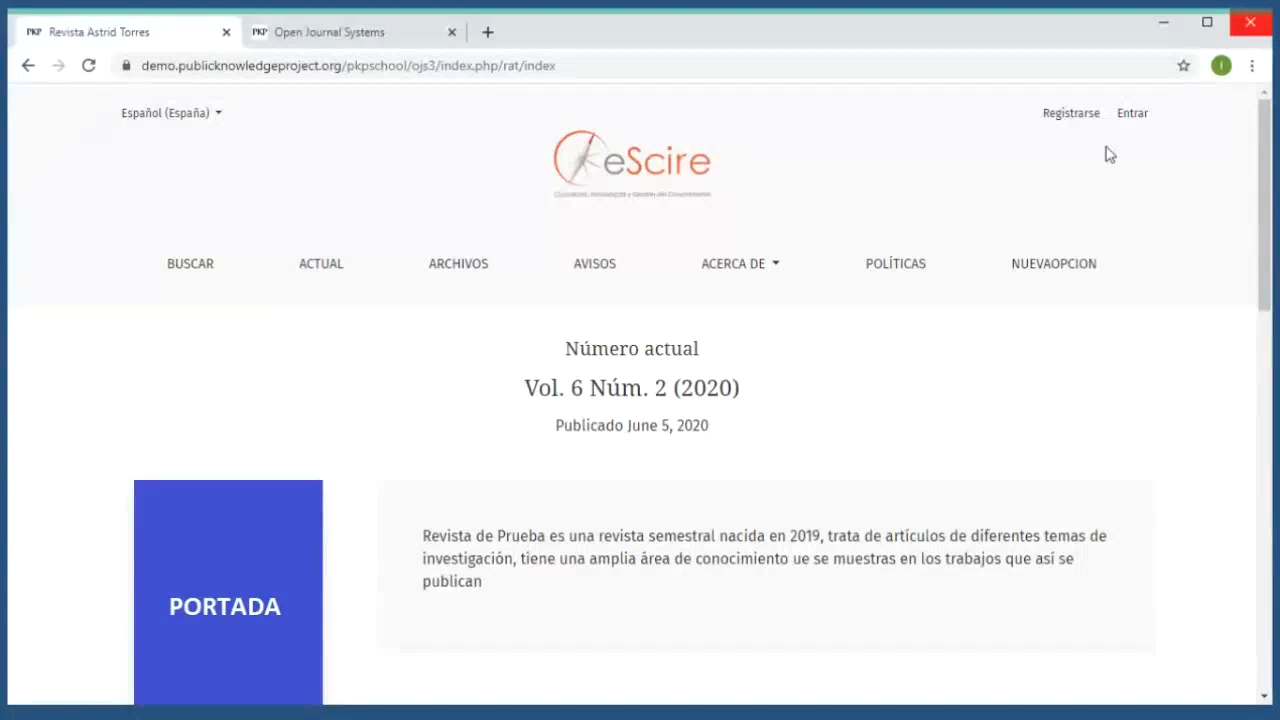 PKP Revista Astrid Torres
PKP Open Journal Systems
demo.publicknowledgeproject.org/pkpschool/ojs3/index.php/rat/index
Español (España)
Registrarse Entrar
eScire
BUSCAR ACTUAL ARCHIVOS AVISOS ACERCA DE POLÍTICAS NUEVAOPCION
Número actual
Vol. 6 Núm. 2 (2020)
Publicado June 5, 2020
PORTADA
Revista de Prueba es una revista semestral nacida en 2019, trata de artículos de diferentes temas de
investigación, tiene una amplia área de conocimiento ue se muestras en los trabajos que así se
publican